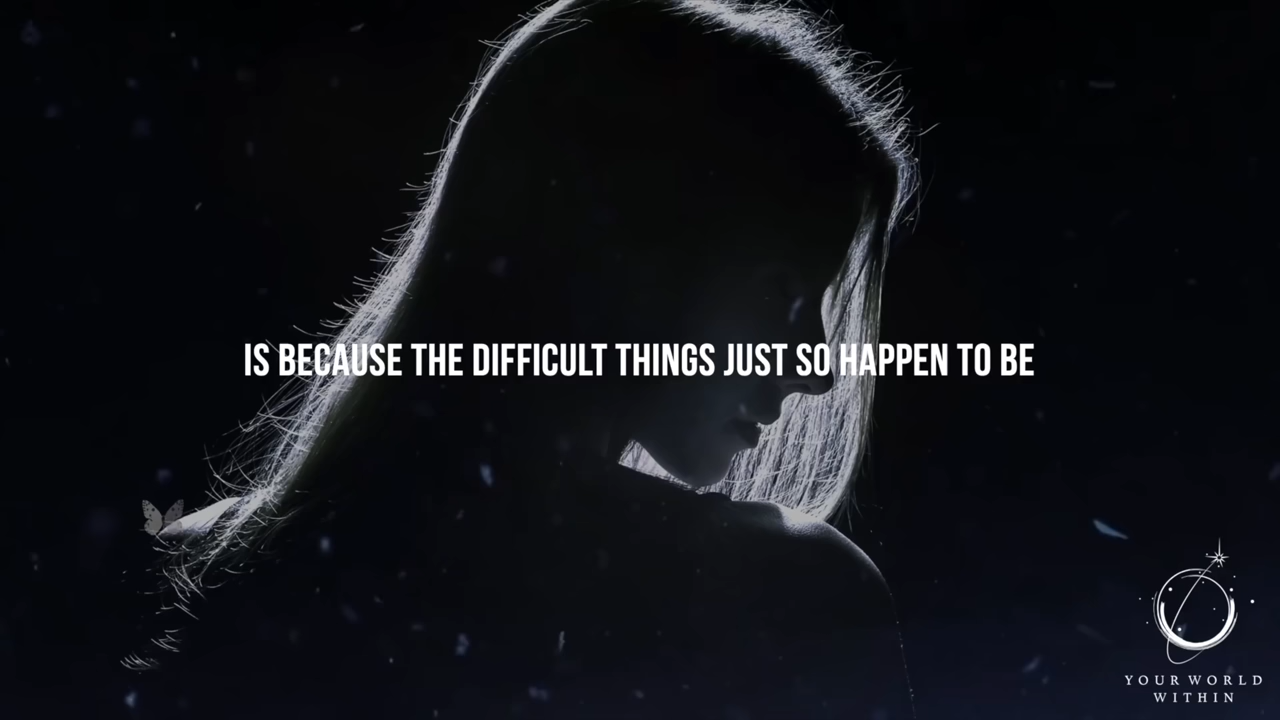 IS BECAUSE THE DIFFICULT THINGS JUST SO HAPPEN TO BE
YOUR WORLD
WITHIN